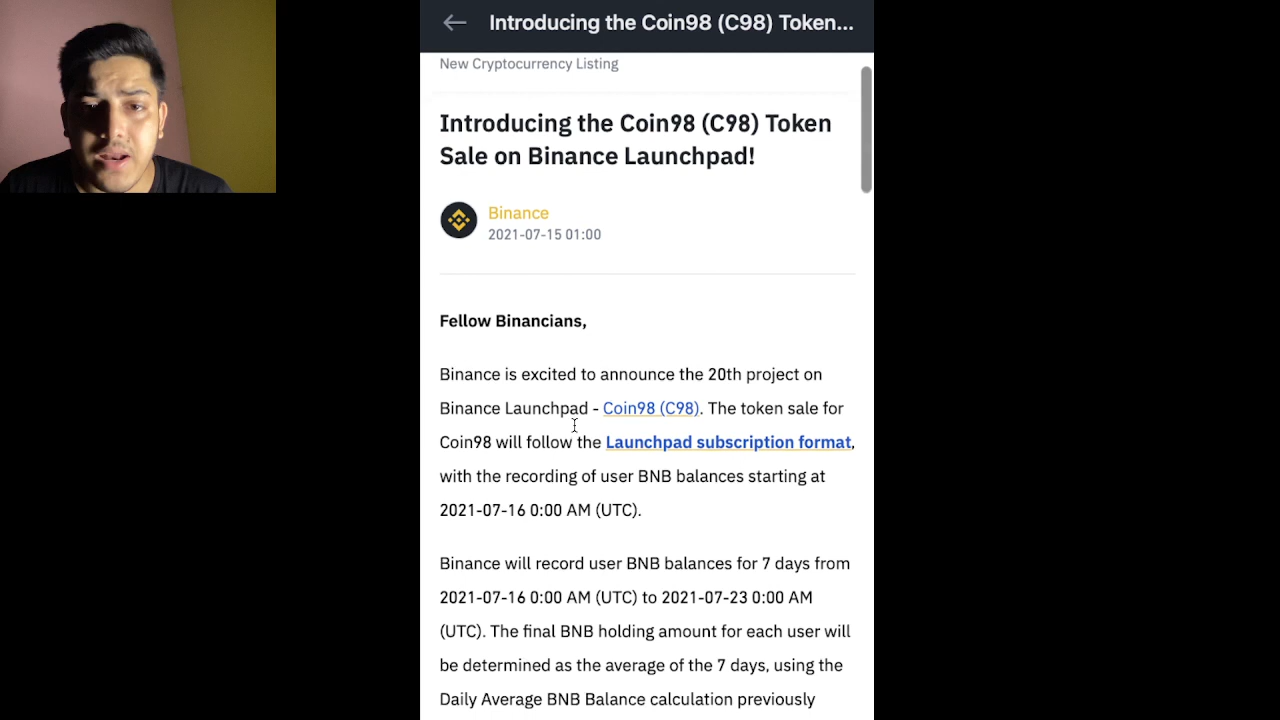 Introducing the Coin98 (C98) Token...
New Cryptocurrency Listing
Introducing the Coin98 (C98) Token
Sale on Binance Launchpad!
Binance
2021-07-15 01:00
Fellow Binancians,
Binance is excited to announce the 20th project on
Binance Launchpad - Coin98 (C98). The token sale for
Coin98 will follow the Launchpad subscription format,
with the recording of user BNB balances starting at
2021-07-16 0:00 AM (UTC).
Binance will record user BNB balances for 7 days from
2021-07-16 0:00 AM (UTC) to 2021-07-23 0:00 AM
(UTC). The final BNB holding amount for each user will
be determined as the average of the 7 days, using the
Daily Average BNB Balance calculation previously